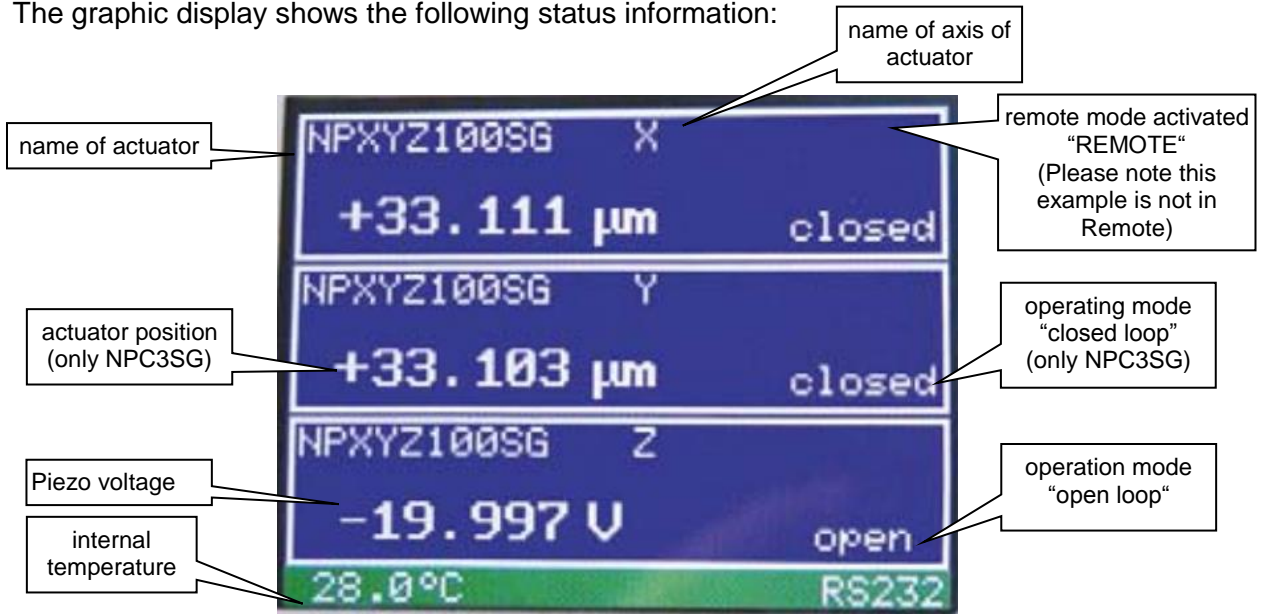 The graphic display shows the following status information:
name of axis of
actuator
name of actuator
NPXYZ100SG X
remote mode activated
“REMOTE“
(Please note this
example is not in
Remote)
+33.111 µm closed
NPXYZ100SG Y
actuator position
(only NPC3SG)
+33.103 µm closed
operating mode
“closed loop”
(only NPC3SG)
NPXYZ100SG Z
Piezo voltage
-19.997 V open
operation mode
“open loop“
internal
temperature
28.0°C RS232